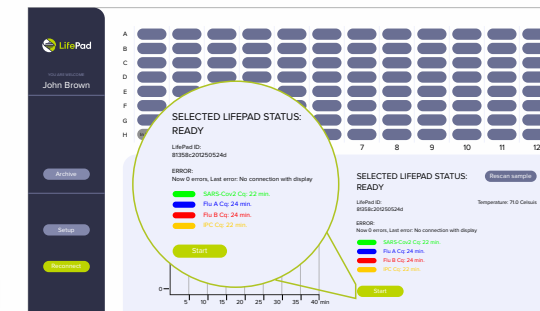 LifePad
YOU ARE WELCOME
John Brown
Archive
Setup
Reconnect
A
B
C
D
E
F
G
H
7 8 9 10 11 12
SELECTED LIFEPAD STATUS:
READY
LifePad ID:
81358c201250524d
ERROR:
Now 0 errors, Last error: No connection with display
SARS-Cov2 Cq: 22 min.
Flu A Cq: 24 min.
Flu B Cq: 24 min.
IPC Cq: 22 min.
Start
0
5 10 15 20 25 30 35 40 min
SELECTED LIFEPAD STATUS:
READY
Rescan sample
LifePad ID:
81358c201250524d
Temperature: 71.0 Celsius
ERROR:
Now 0 errors, Last error: No connection with display
SARS-Cov2 Cq: 22 min.
Flu A Cq: 24 min.
Flu B Cq: 24 min.
IPC Cq: 22 min.
Start